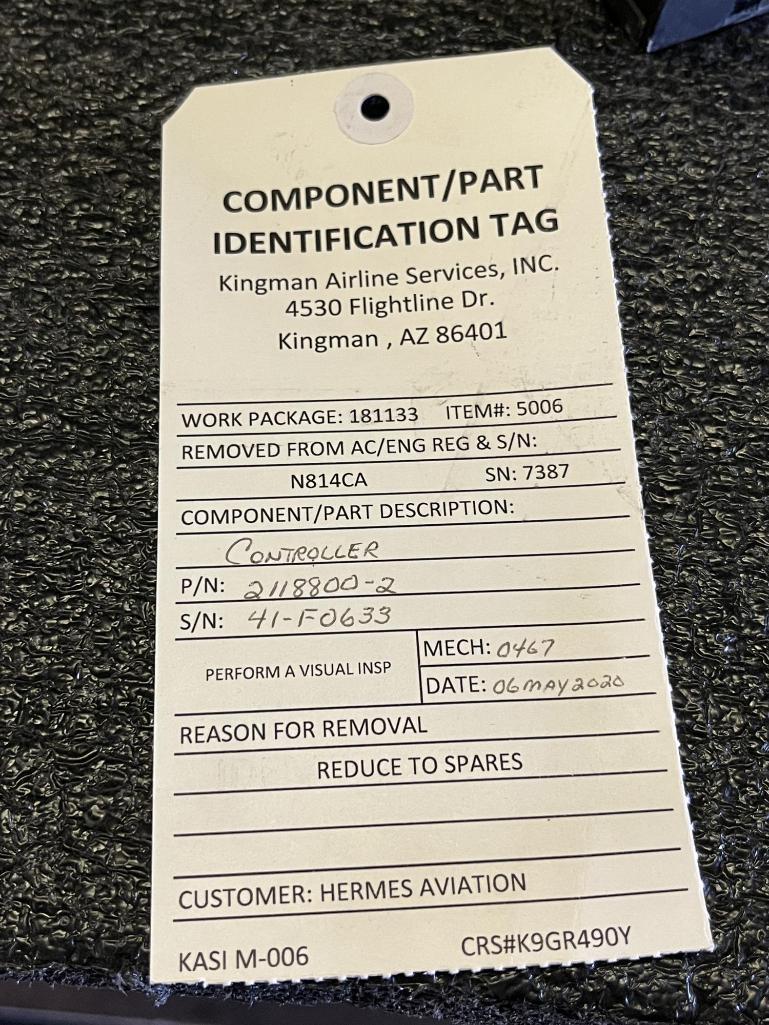 COMPONENT/PART
IDENTIFICATION TAG
Kingman Airline Services, INC.
4530 Flightline Dr.
Kingman , AZ 86401
WORK PACKAGE: 181133 ITEM#: 5006
REMOVED FROM AC/ENG REG & S/N:
N814CA SN: 7387
COMPONENT/PART DESCRIPTION:
CONTROLLER
P/N: 2118800-2
S/N: 41-F0633
PERFORM A VISUAL INSP
MECH: 0467
DATE: 06MAY2020
REASON FOR REMOVAL
REDUCE TO SPARES
CUSTOMER: HERMES AVIATION
KASI M-006 CRS#K9GR490Y